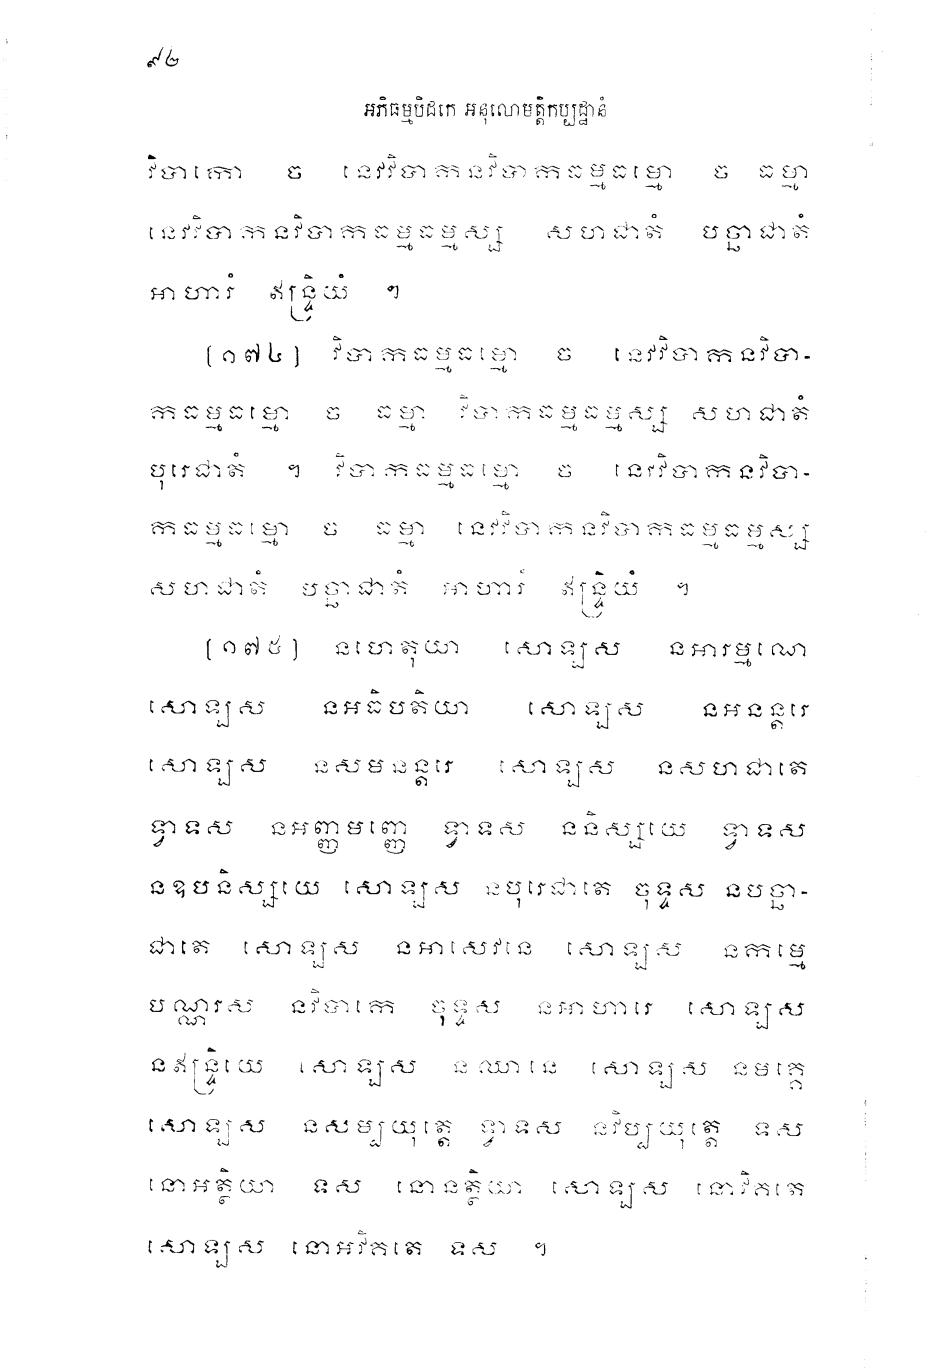 ៩២
អភិធម្មបិដកេ អនុលោមត្តិកប្បដ្ឋានំ
វិបាកោ ច នេវវិបាកនវិបាកធម្មធម្មោ ច ធម្មា
នេវវិបាកនវិបាកធម្មធម្មស្ស សហជាតំ បច្ឆាជាតំ
អាហារំ ឥន្ទ្រិយំ ។
[១៧៤] វិបាកធម្មធម្មោ ច នេវវិបាកនវិបា-
កធម្មធម្មោ ច ធម្មា វិបាកធម្មធម្មស្ស សហជាតំ
បុរេជាតំ ។ វិបាកធម្មធម្មោ ច នេវវិបាកនវិបា-
កធម្មធម្មោ ច ធម្មា នេវវិបាកនវិបាកធម្មធម្មស្ស
សហជាតំ បច្ឆាជាតំ អាហារំ ឥន្ទ្រិយំ ។
[១៧៥] នហេតុយា សោឡ្បស នអារម្មណេ
សោឡ្បស នអធិបតិយា សោឡ្បស នអនន្តរេ
សោឡ្បស នសមនន្តរេ សោឡ្បស នសហជាតេ
ទ្វាទស នអញ្ញមញ្ញេ ទ្វាទស ននិស្សយេ ទ្វាទស
នឧបនិស្សយេ សោឡ្បស នបុរេជាតេ ចុទ្ទស នបច្ឆា-
ជាតេ សោឡ្បស នអាសេវនេ សោឡ្បស នកម្មេ
បណ្ណរស នវិបាកេ ចុទ្ទស នអាហារេ សោឡ្បស
នឥន្ទ្រិយេ សោឡ្បស នឈានេ សោឡ្បស នមគ្គេ
សោឡ្បស នសម្បយុត្តេ ទ្វាទស នវិប្បយុត្តេ ទស
នោអត្ថិយា ទស នោនត្ថិយា សោឡ្បស នោវិគតេ
សោឡ្បស នោអវិគតេ ទស ។